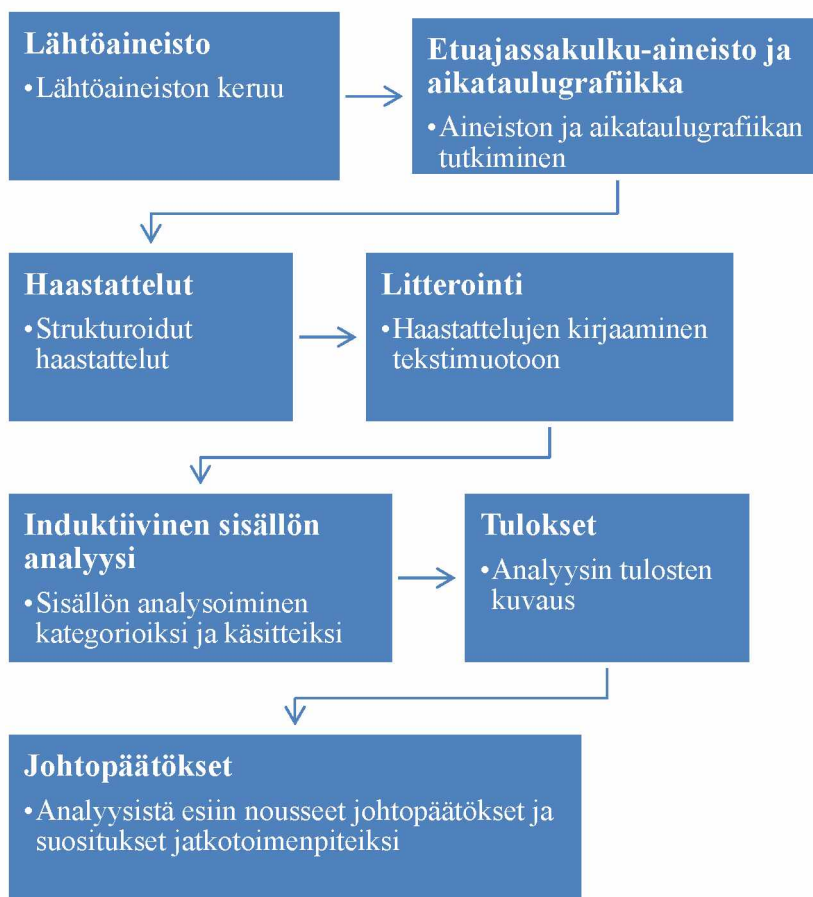 Lähtöaineisto
•Lähtöaineiston keruu
Etuajassakulku-aineisto ja
aikataulugrafiikka
•Aineiston ja aikataulugrafiikan
tutkiminen
Haastattelut
•Strukturoidut
haastattelut
Litterointi
•Haastattelujen kirjaaminen
tekstimuotoon
Induktiivinen sisällön
analyysi
•Sisällön analysoiminen
kategorioiksi ja käsitteiksi
Tulokset
•Analyysin tulosten
kuvaus
Johtopäätökset
•Analyysistä esiin nousseet johtopäätökset ja
suositukset jatkotoimenpiteiksi